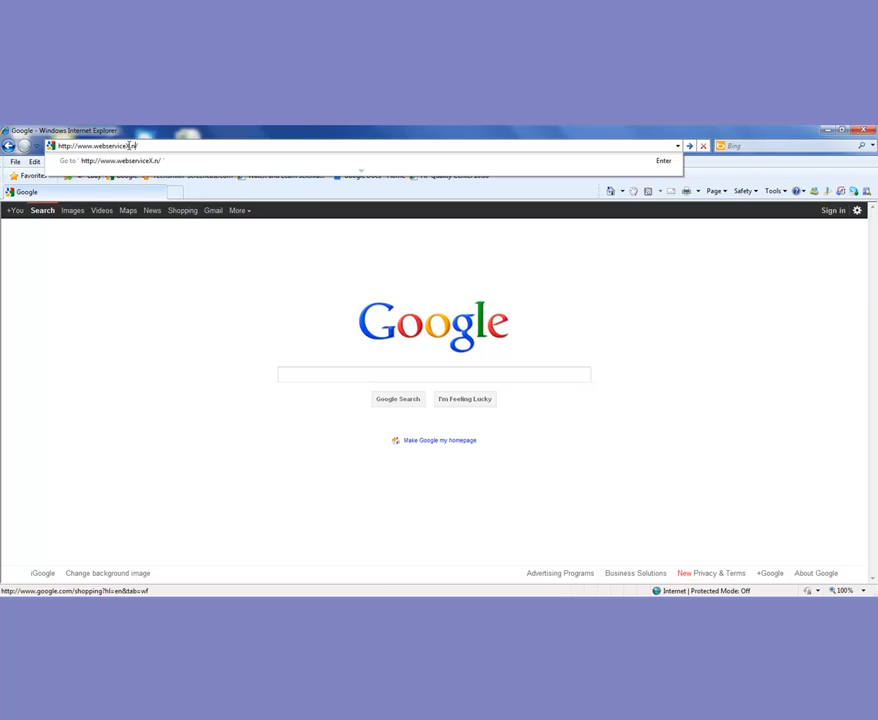 Google - Windows Internet Explorer
http://www.webserviceX.n/
Bing
Go to ' http://www.webserviceX.n/ '
Enter
File Edit
Favorites
Google
Page Safety Tools
+You Search Images Videos Maps News Shopping Gmail More
Sign in
Google
Google Search I'm Feeling Lucky
Make Google my homepage
iGoogle Change background image
Advertising Programs Business Solutions New Privacy & Terms +Google About Google
http://www.google.com/shopping?hl=en&tab=wf
Internet | Protected Mode: Off
100%